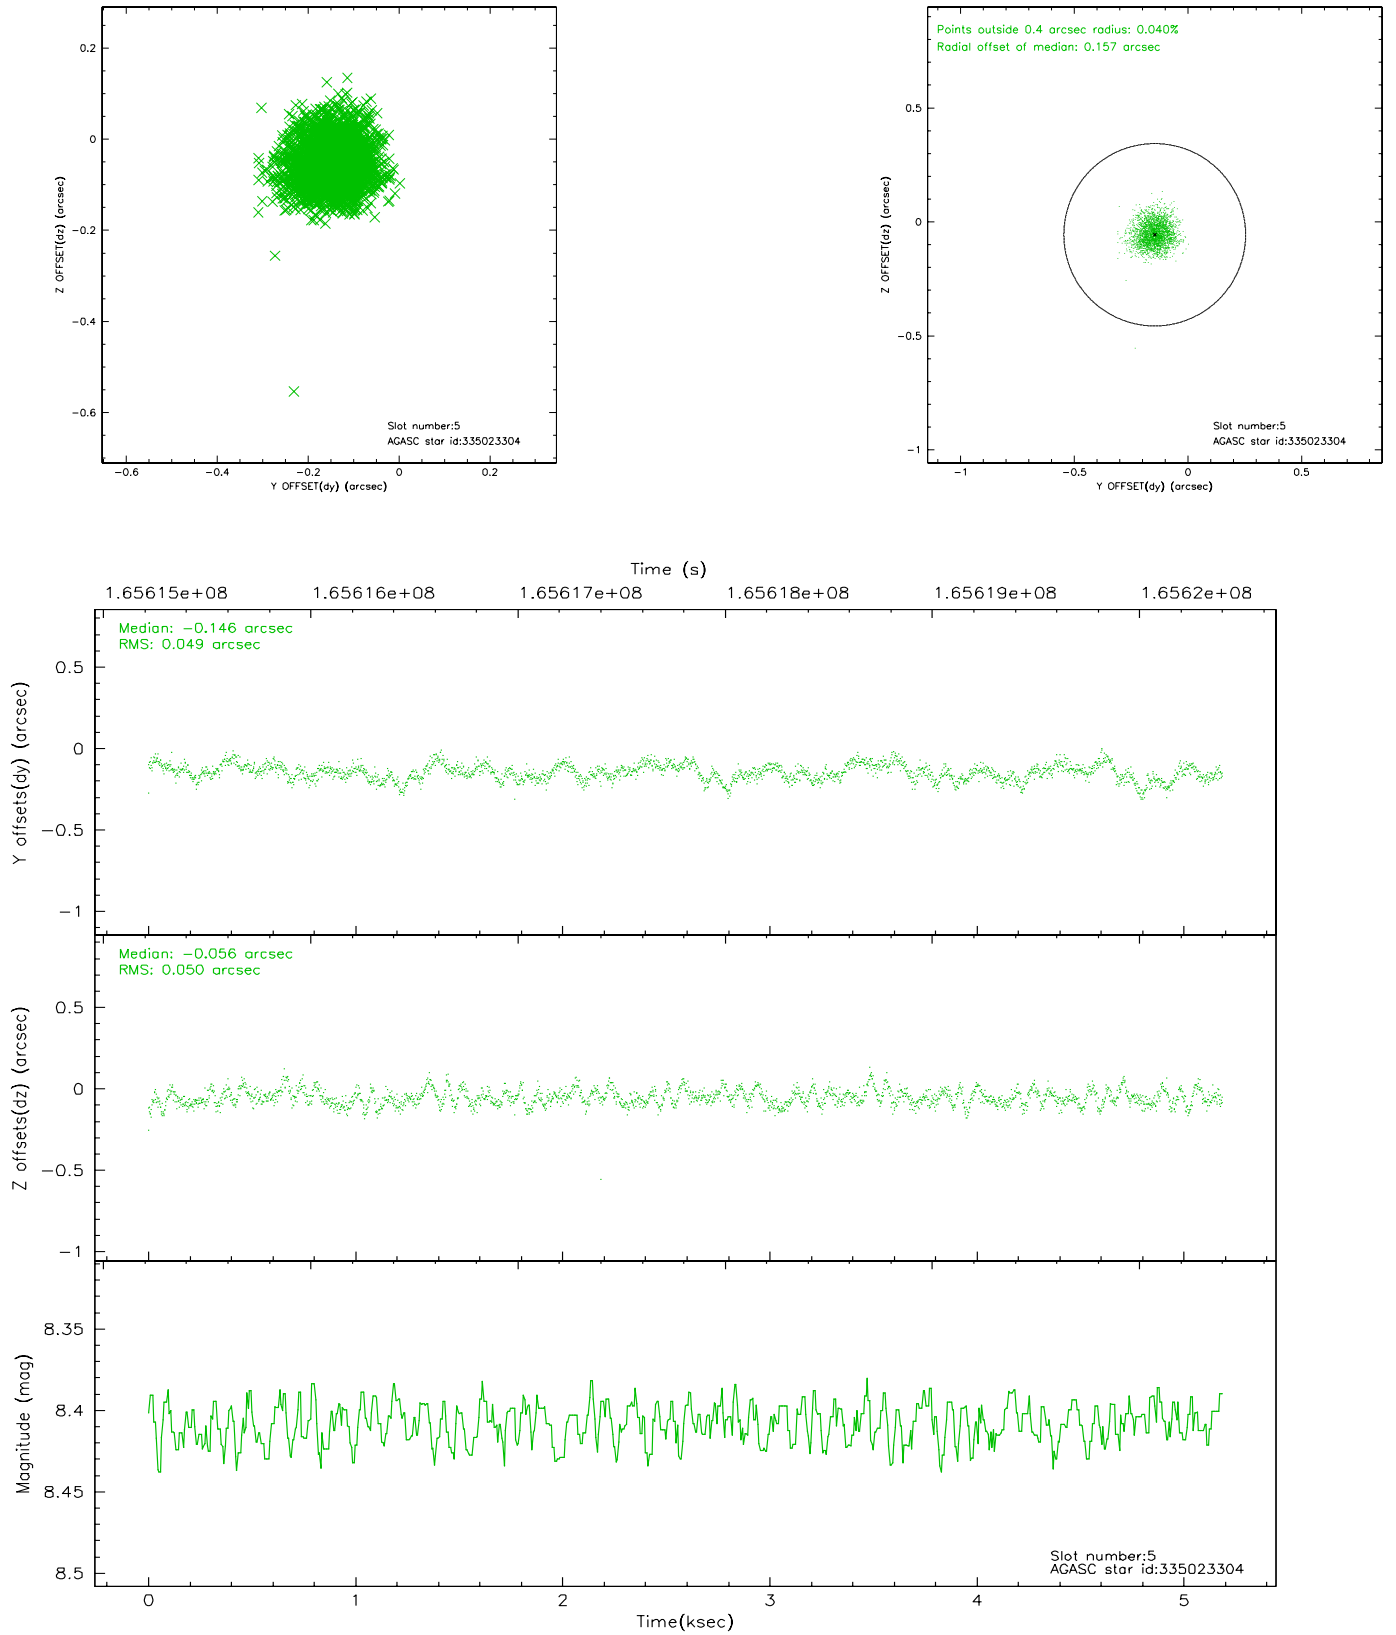 0.2
0
−0.2
−0.4
−0.6
Z OFFSET(dz) (arcsec)
Slot number:5
AGASC star id:335023304
−0.6 −0.4 −0.2 0 0.2
Y OFFSET(dy) (arcsec)
Points outside 0.4 arcsec radius: 0.040%
Radial offset of median: 0.157 arcsec
0.5
0
−0.5
−1
Z OFFSET(dz) (arcsec)
Slot number:5
AGASC star id:335023304
−1 −0.5 0 0.5
Y OFFSET(dy) (arcsec)
Time (s)
1.65615e+08 1.65616e+08 1.65617e+08 1.65618e+08 1.65619e+08 1.6562e+08
Median: −0.146 arcsec
RMS: 0.049 arcsec
0.5
0
−0.5
−1
Y offsets(dy) (arcsec)
Median: −0.056 arcsec
RMS: 0.050 arcsec
0.5
0
−0.5
−1
Z offsets(dz) (arcsec)
8.35
8.4
8.45
8.5
Magnitude (mag)
Slot number:5
AGASC star id:335023304
0 1 2 3 4 5
Time(ksec)